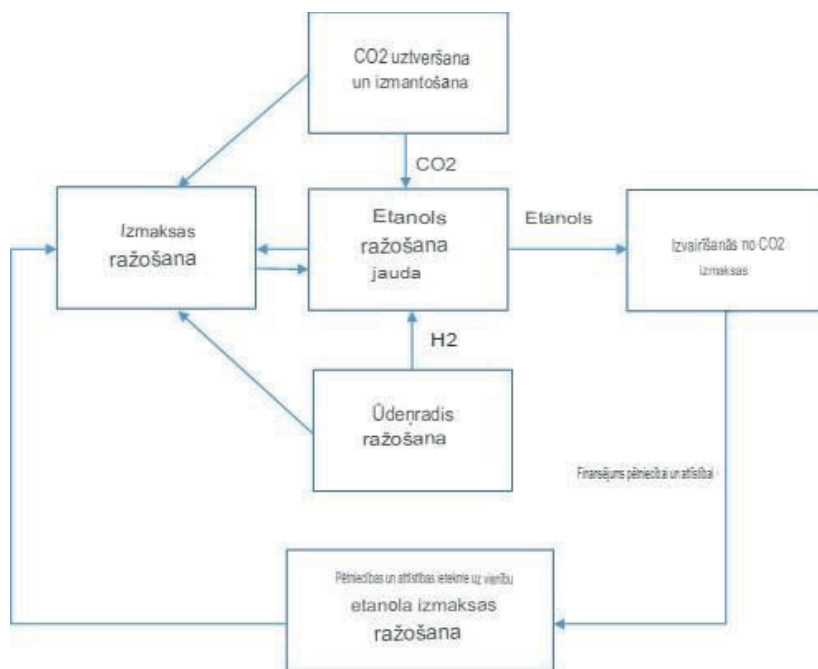 CO2 uztveršana
un izmantošana
CO2
Izmaksas
ražošana
Etanols
ražošana
jauda
Etanols
Izvairīšanās no CO2
izmaksas
H2
Ūdeņradis
ražošana
Finansējums pētniecībai un attīstībai
Pētniecības un attīstības ietekme uz vienību
etanola izmaksas
ražošana